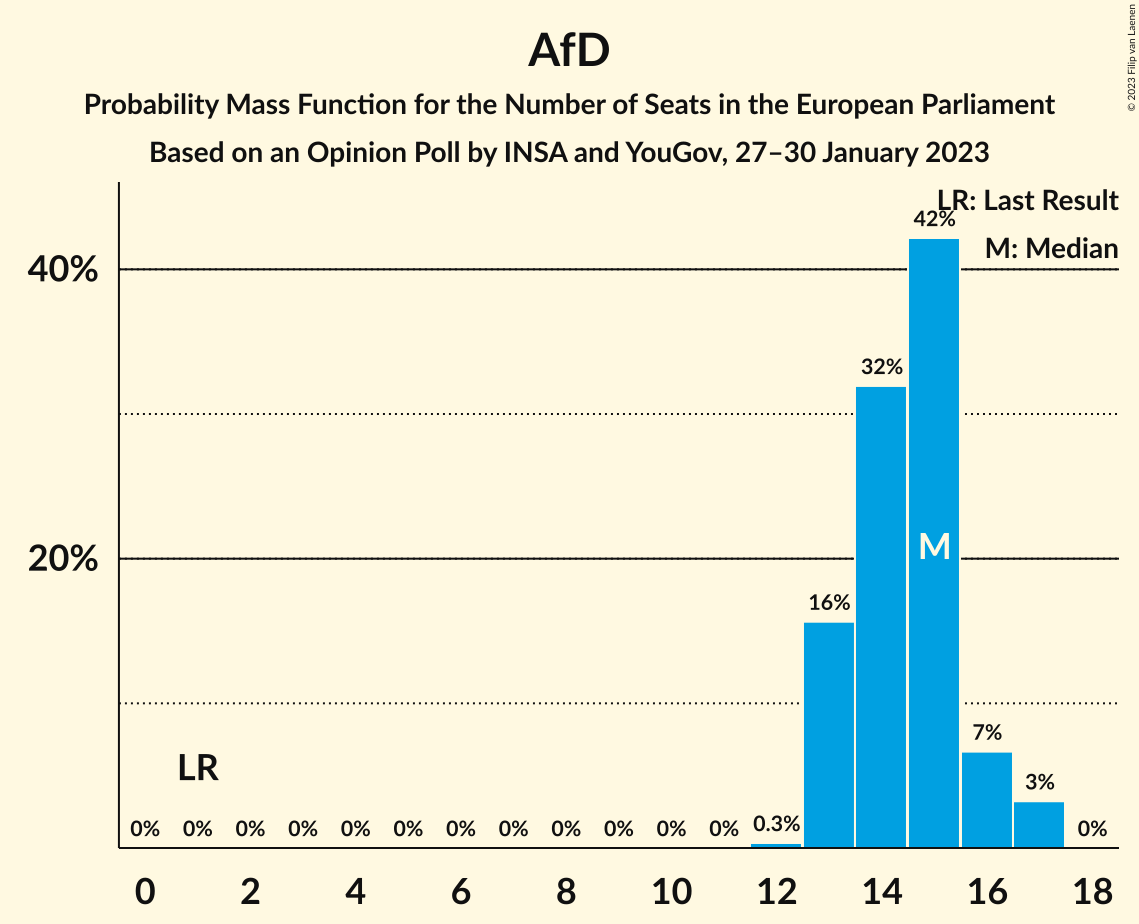 AfD
Probability Mass Function for the Number of Seats in the European Parliament
Based on an Opinion Poll by INSA and YouGov, 27–30 January 2023
© 2023 Filip van Laenen
LR: Last Result
M: Median
40%
20%
42%
32%
M
16%
7%
3%
LR
0% 0% 0% 0% 0% 0% 0% 0% 0% 0% 0% 0% 0.3% 0%
0 2 4 6 8 10 12 14 16 18